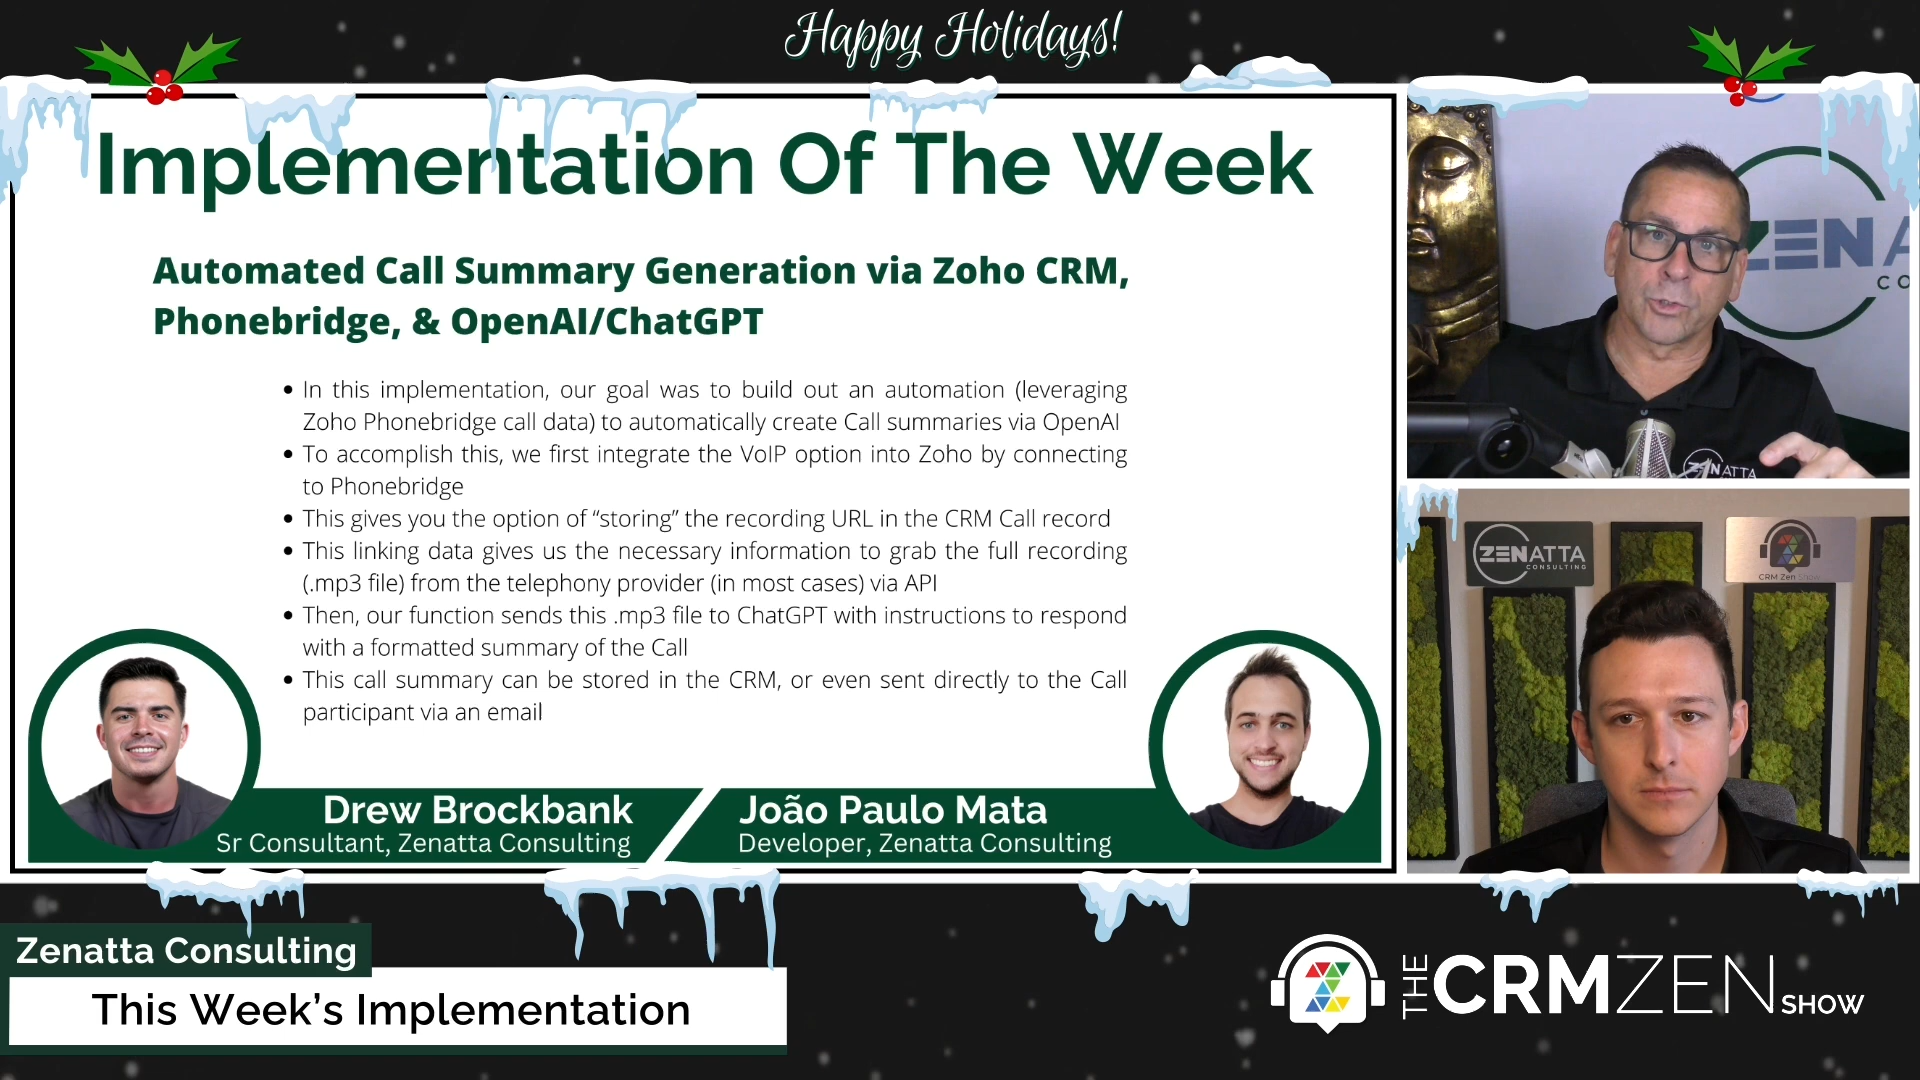 Happy Holidays!
Implementation Of The Week
Automated Call Summary Generation via Zoho CRM,
Phonebridge, & OpenAI/ChatGPT
• In this implementation, our goal was to build out an automation (leveraging
Zoho Phonebridge call data) to automatically create Call summaries via OpenAI
• To accomplish this, we first integrate the VoIP option into Zoho by connecting
to Phonebridge
• This gives you the option of “storing” the recording URL in the CRM Call record
• This linking data gives us the necessary information to grab the full recording
(.mp3 file) from the telephony provider (in most cases) via API
• Then, our function sends this .mp3 file to ChatGPT with instructions to respond
with a formatted summary of the Call
• This call summary can be stored in the CRM, or even sent directly to the Call
participant via an email
Drew Brockbank
Sr Consultant, Zenatta Consulting
João Paulo Mata
Developer, Zenatta Consulting
ZENA
CO
ZENATTA
ZENATTA
CONSULTING
CRM Zen Show
Zenatta Consulting
This Week’s Implementation
THE CRMZEN SHOW